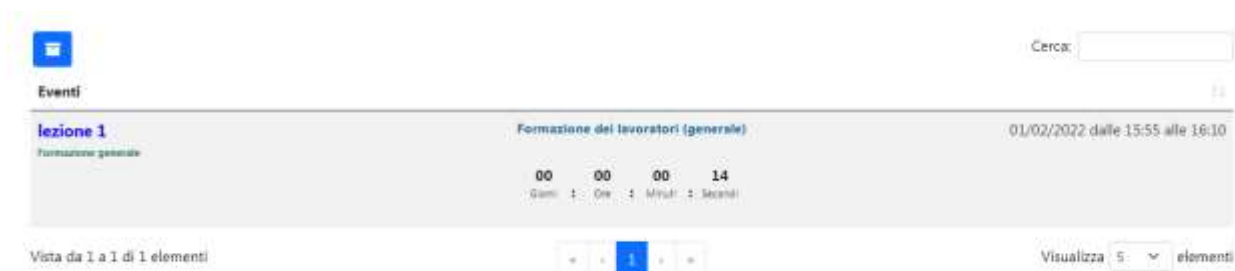 Cerca:
Eventi
lezione 1 Formazione dei lavoratori (generale) 01/02/2022 dalle 15:55 alle 16:10
Formazione generale
00 00 00 14
Giorni : Ore : Minuti : Secondi
Vista da 1 a 1 di 1 elementi « ‹ 1 › » Visualizza 5 elementi